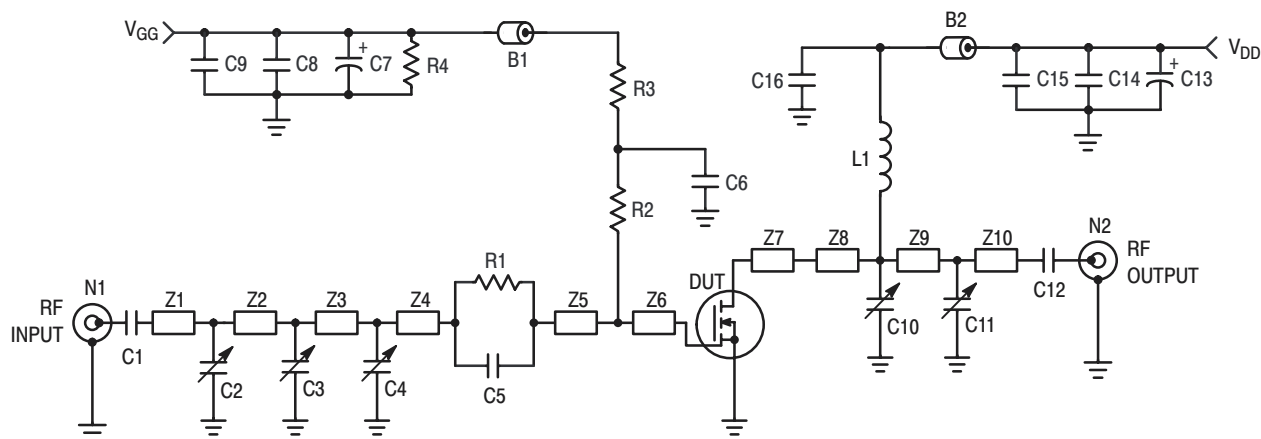 VGG
C9
C8
+
C7
R4
B1
R3
C6
R2
C16
L1
B2
C15
C14
+
C13
VDD
N1
RF
INPUT
C1
Z1
C2
Z2
C3
Z3
C4
Z4
R1
C5
Z5
Z6
DUT
Z7
Z8
C10
Z9
C11
Z10
C12
N2
RF
OUTPUT